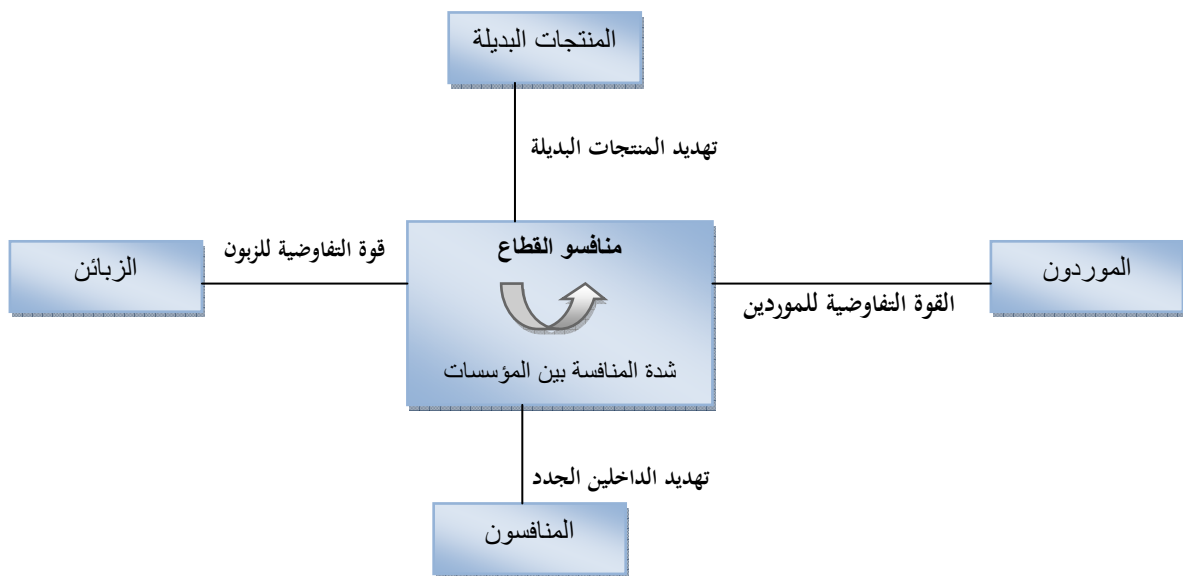 المنتجات البديلة
تهديد المنتجات البديلة
منافسو القطاع
شدة المنافسة بين المؤسسات
الموردون
القوة التفاوضية للموردين
قوة التفاوضية للزبون
الزبائن
تهديد الداخلين الجدد
المنافسون